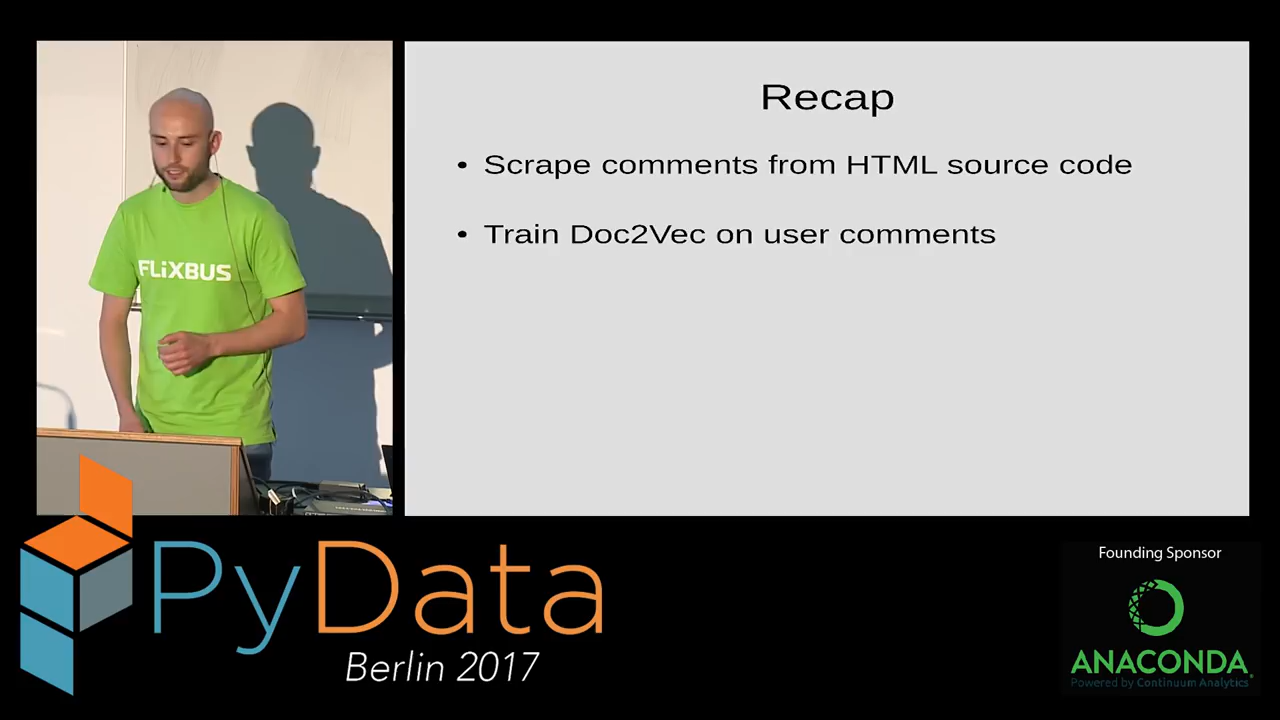 Recap
• Scrape comments from HTML source code
• Train Doc2Vec on user comments
FLiXBUS
PyData
Berlin 2017
Founding Sponsor
ANACONDA.
Powered by Continuum Analytics